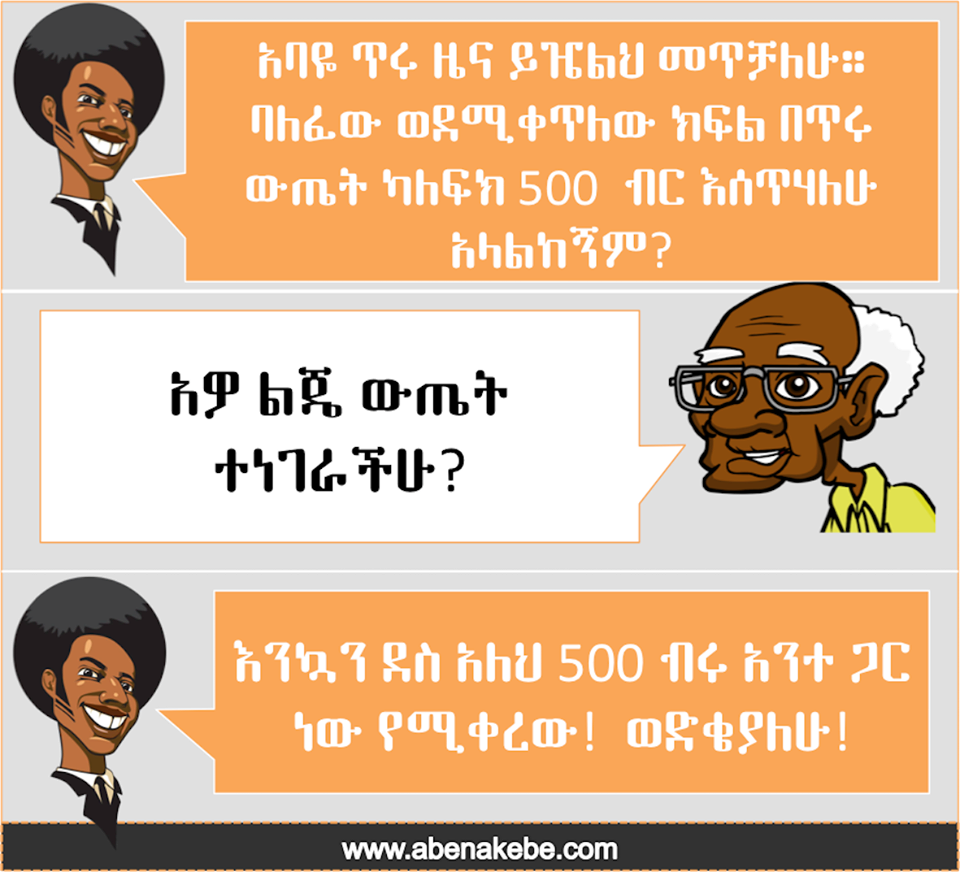 አባዬ ጥሩ ዜና ይዤልህ መጥቻለሁ።
ባለፈው ወደሚቀጥለው ክፍል በጥሩ
ውጤት ካለፍክ 500 ብር እሰጥሃለሁ
አላልከኝም?
አዎ ልጄ ውጤት
ተነገራችሁ?
እንኳን ደስ አለህ 500 ብሩ አንተ ጋር
ነው የሚቀረው! ወድቄያለሁ!
www.abenakebe.com